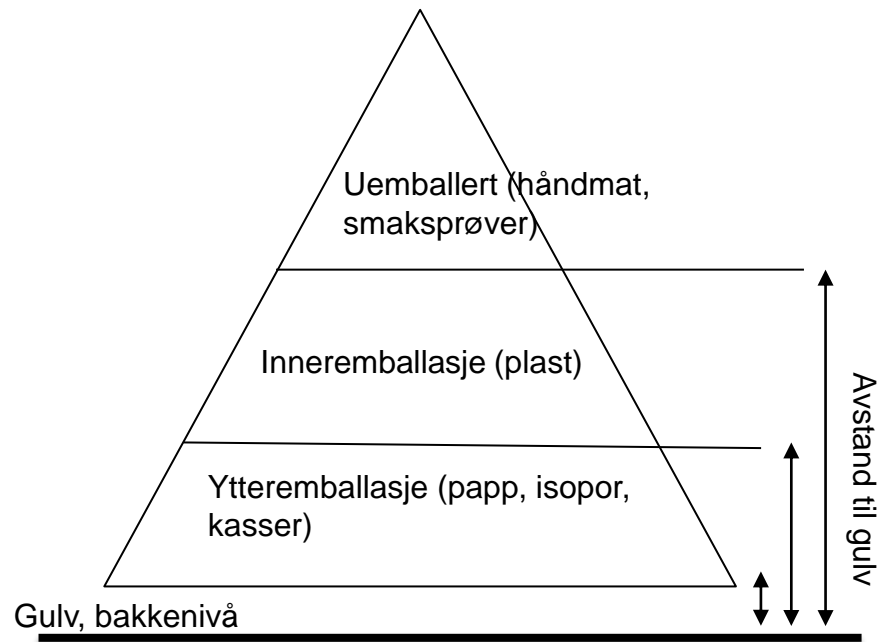 Uemballert (håndmat,
smaksprøver)
Inneremballasje (plast)
Ytteremballasje (papp, isopor,
kasser)
Avstand til gulv
Gulv, bakkenivå